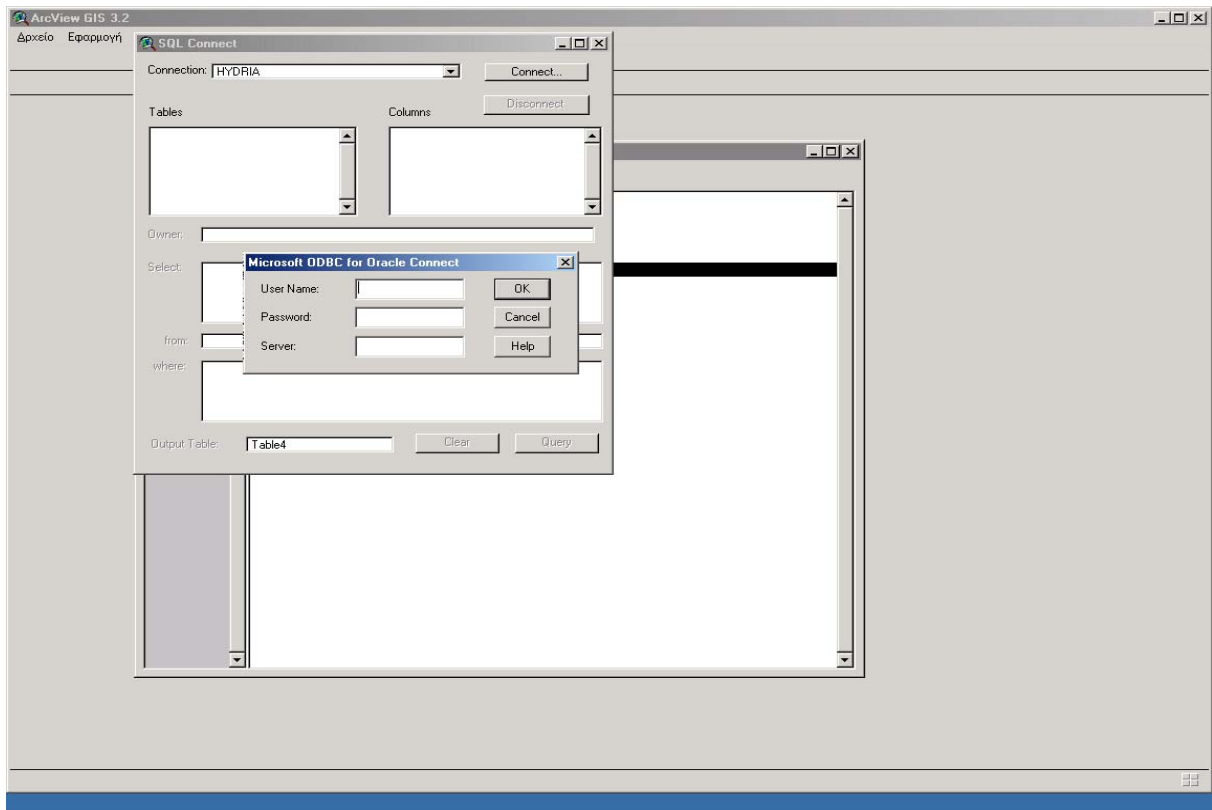 ArcView GIS 3.2
Αρχείο Εφαρμογή
SQL Connect
Connection: HYDRIA
Connect...
Disconnect
Tables
Columns
Owner:
Select:
from:
where:
Microsoft ODBC for Oracle Connect
User Name:
OK
Password:
Cancel
Server:
Help
Output Table: Table4
Clear
Query